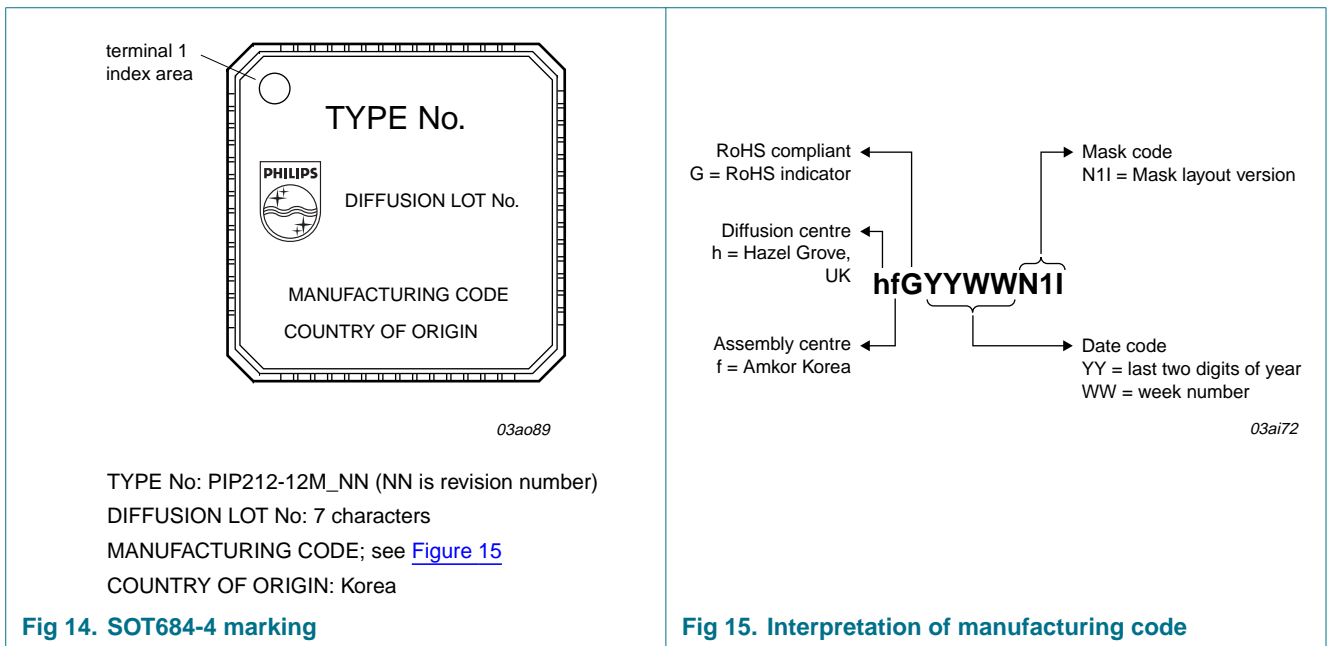 terminal 1
index area
TYPE No.
PHILIPS
DIFFUSION LOT No.
MANUFACTURING CODE
COUNTRY OF ORIGIN
03ao89
TYPE No: PIP212-12M_NN (NN is revision number)
DIFFUSION LOT No: 7 characters
MANUFACTURING CODE; see Figure 15
COUNTRY OF ORIGIN: Korea
Fig 14. SOT684-4 marking
RoHS compliant
G = RoHS indicator
Mask code
N1I = Mask layout version
Diffusion centre
h = Hazel Grove,
UK
hfGYYWWN1I
Assembly centre
f = Amkor Korea
Date code
YY = last two digits of year
WW = week number
03ai72
Fig 15. Interpretation of manufacturing code